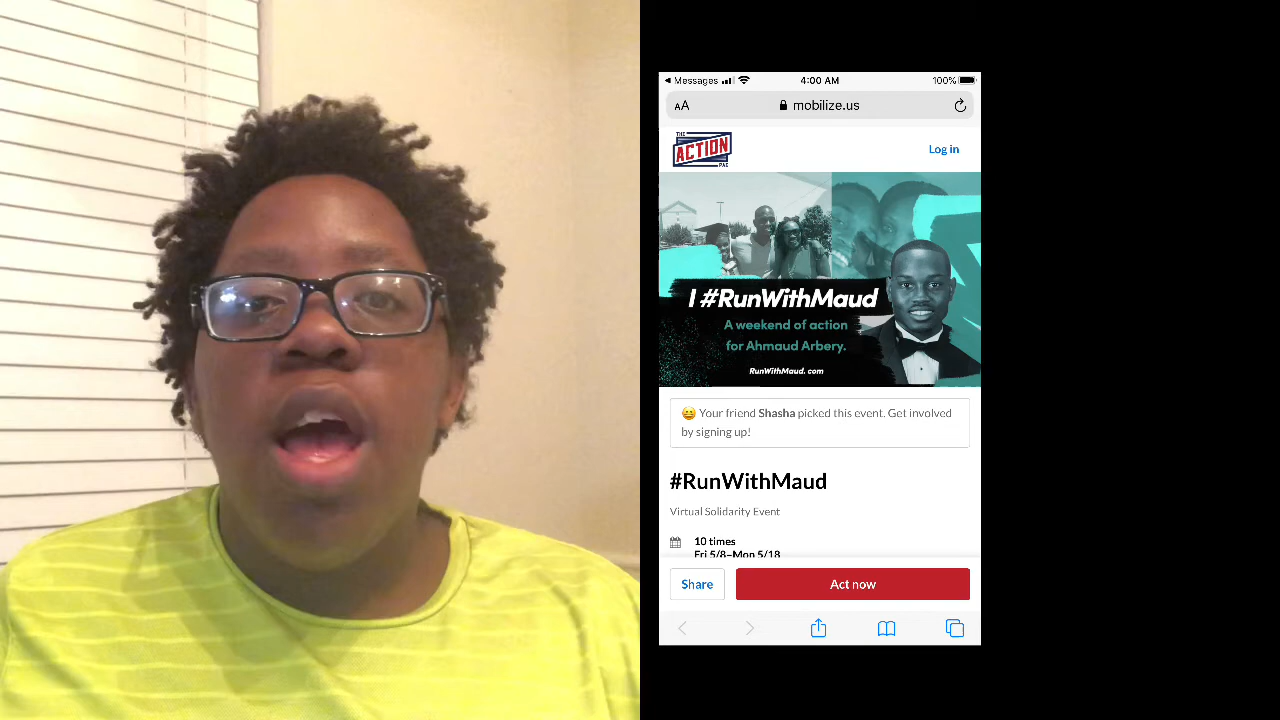 Messages
4:00 AM
100%
AA
mobilize.us
THE
ACTION
PAC
Log in
I #RunWithMaud
A weekend of action
for Ahmaud Arbery.
RunWithMaud. com
Your friend Shasha picked this event. Get involved
by signing up!
#RunWithMaud
Virtual Solidarity Event
10 times
Fri 5/8–Mon 5/18
Share
Act now